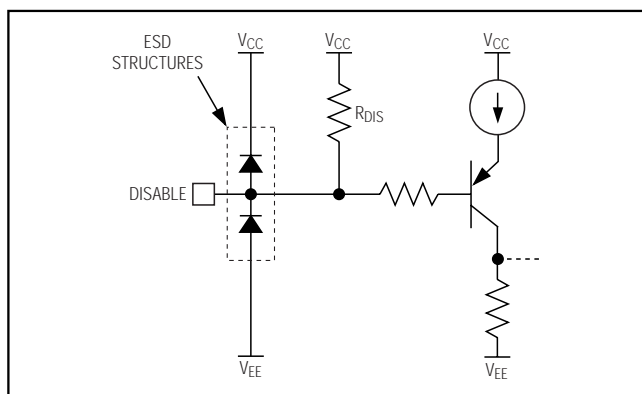 ESD
STRUCTURES
VCC
VCC
VCC
RDIS
DISABLE
VEE
VEE